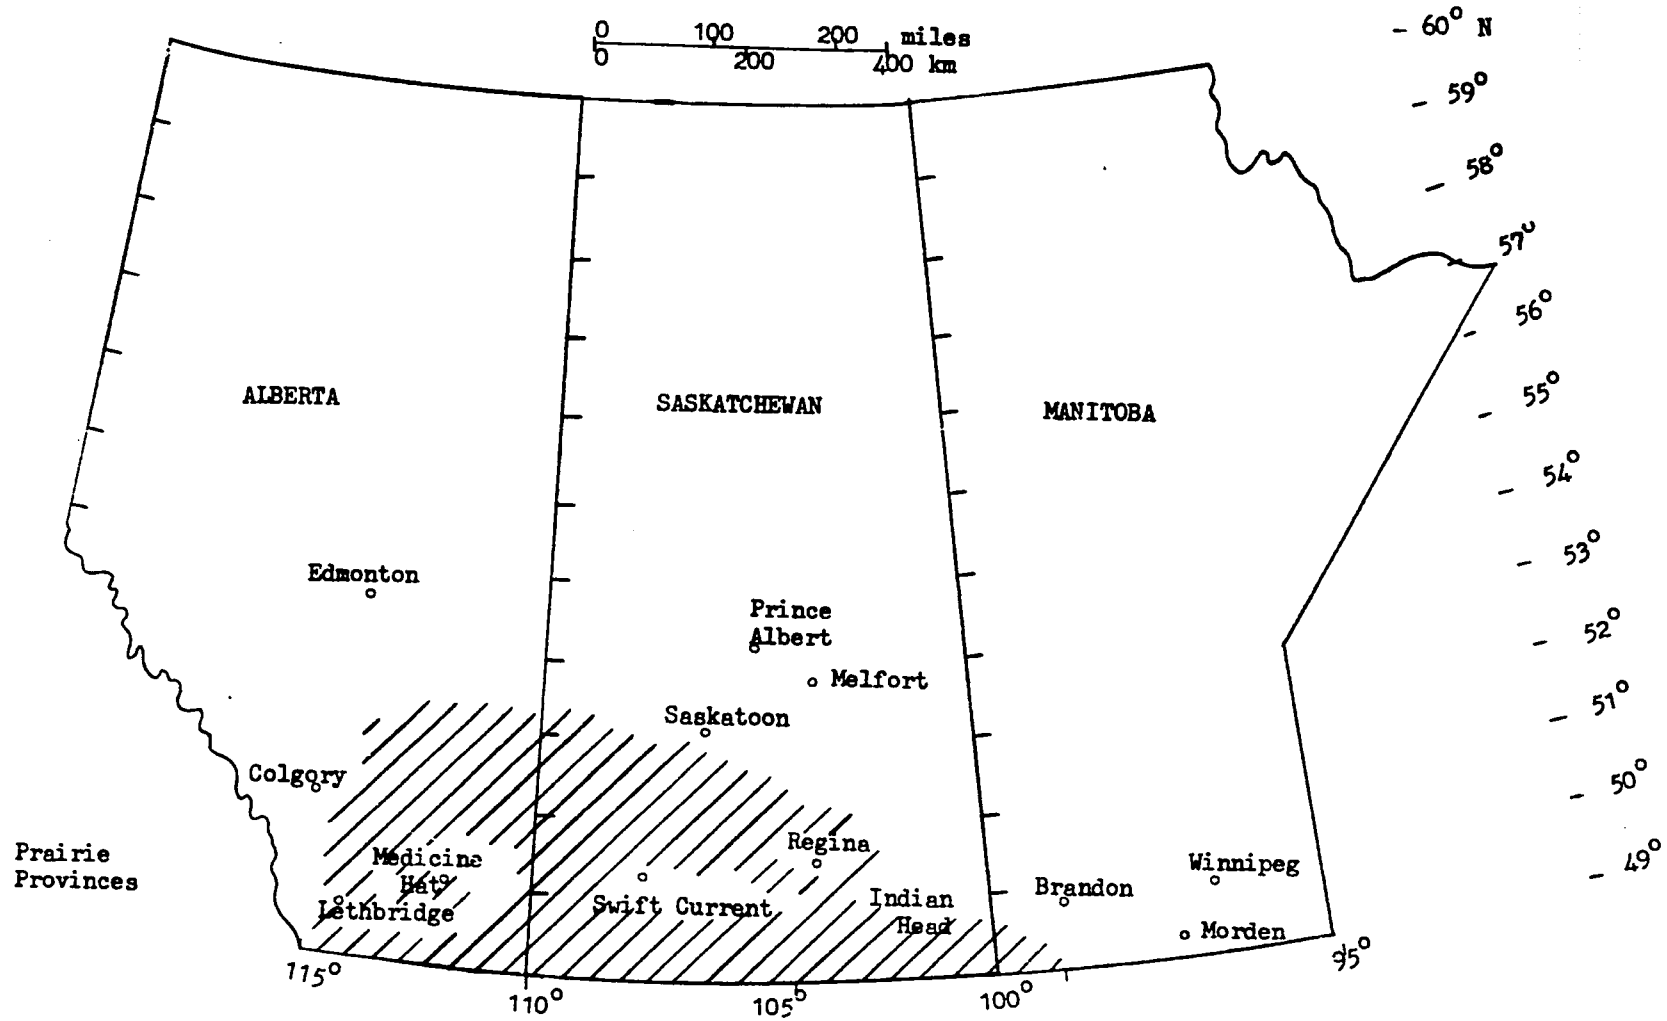 0 100 200 miles
0 200 400 km
60° N
59°
58°
57°
56°
55°
54°
53°
52°
51°
50°
49°
ALBERTA
SASKATCHEWAN
MANITOBA
Edmonton
Prince
Albert
Melfort
Saskatoon
Colgory
Regina
Medicine
Hat
Lethbridge
Swift Current
Indian
Head
Brandon
Winnipeg
Morden
Prairie
Provinces
115°
110°
105°
100°
95°